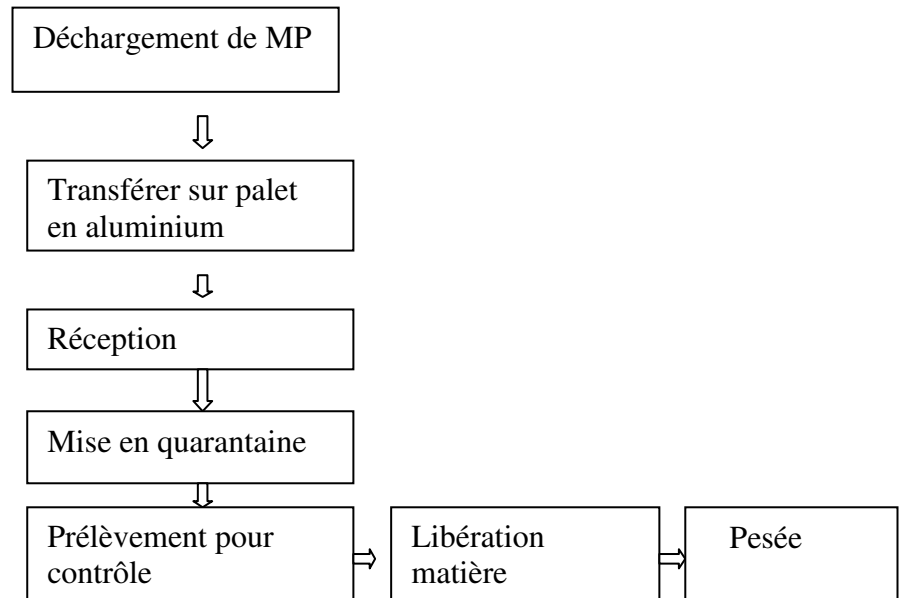 Déchargement de MP
Transférer sur palet
en aluminium
Réception
Mise en quarantaine
Prélèvement pour
contrôle
Libération
matière
Pesée